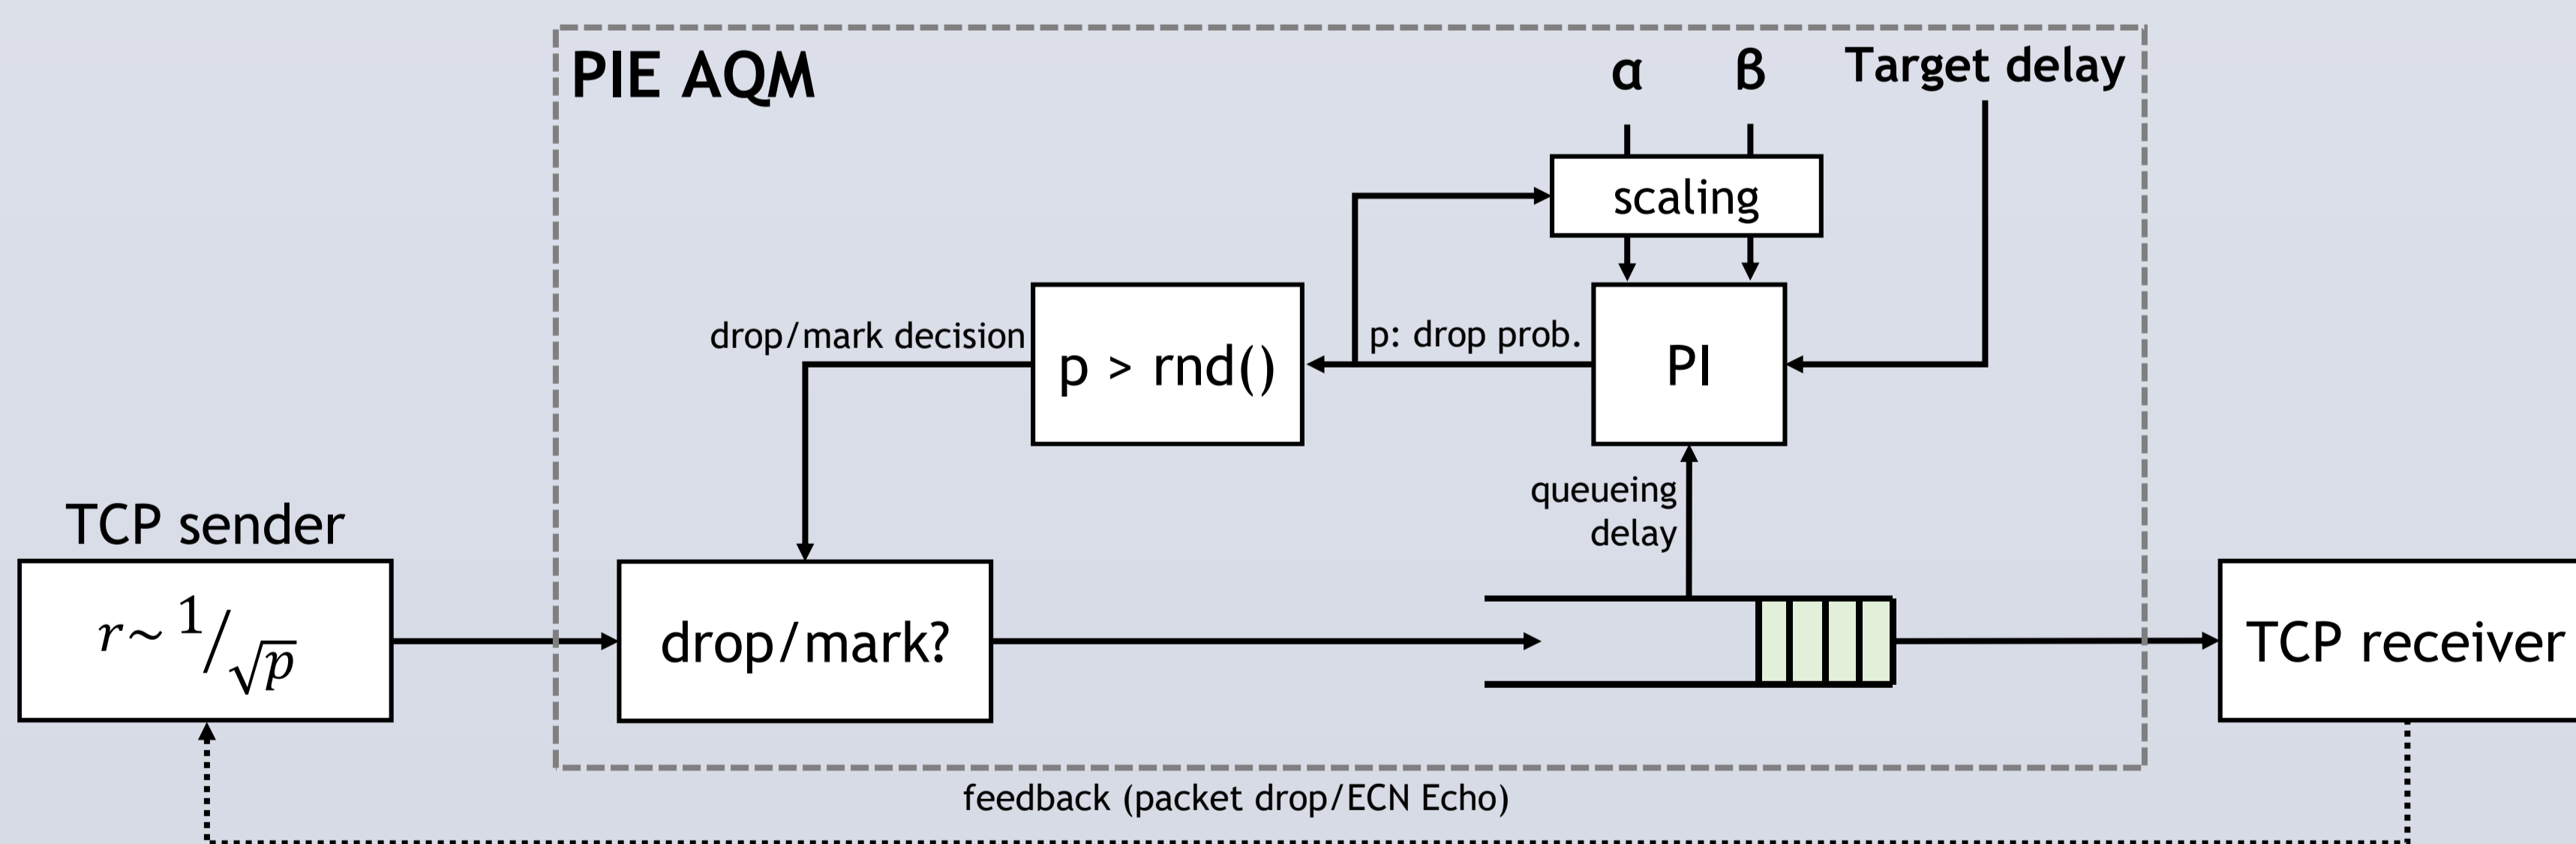 PIE AQM
α
ß
Target delay
scaling
drop/mark decision
p > rnd()
p: drop prob.
PI
queueing
delay
TCP sender
r~ 1/√p
drop/mark?
TCP receiver
feedback (packet drop/ECN Echo)